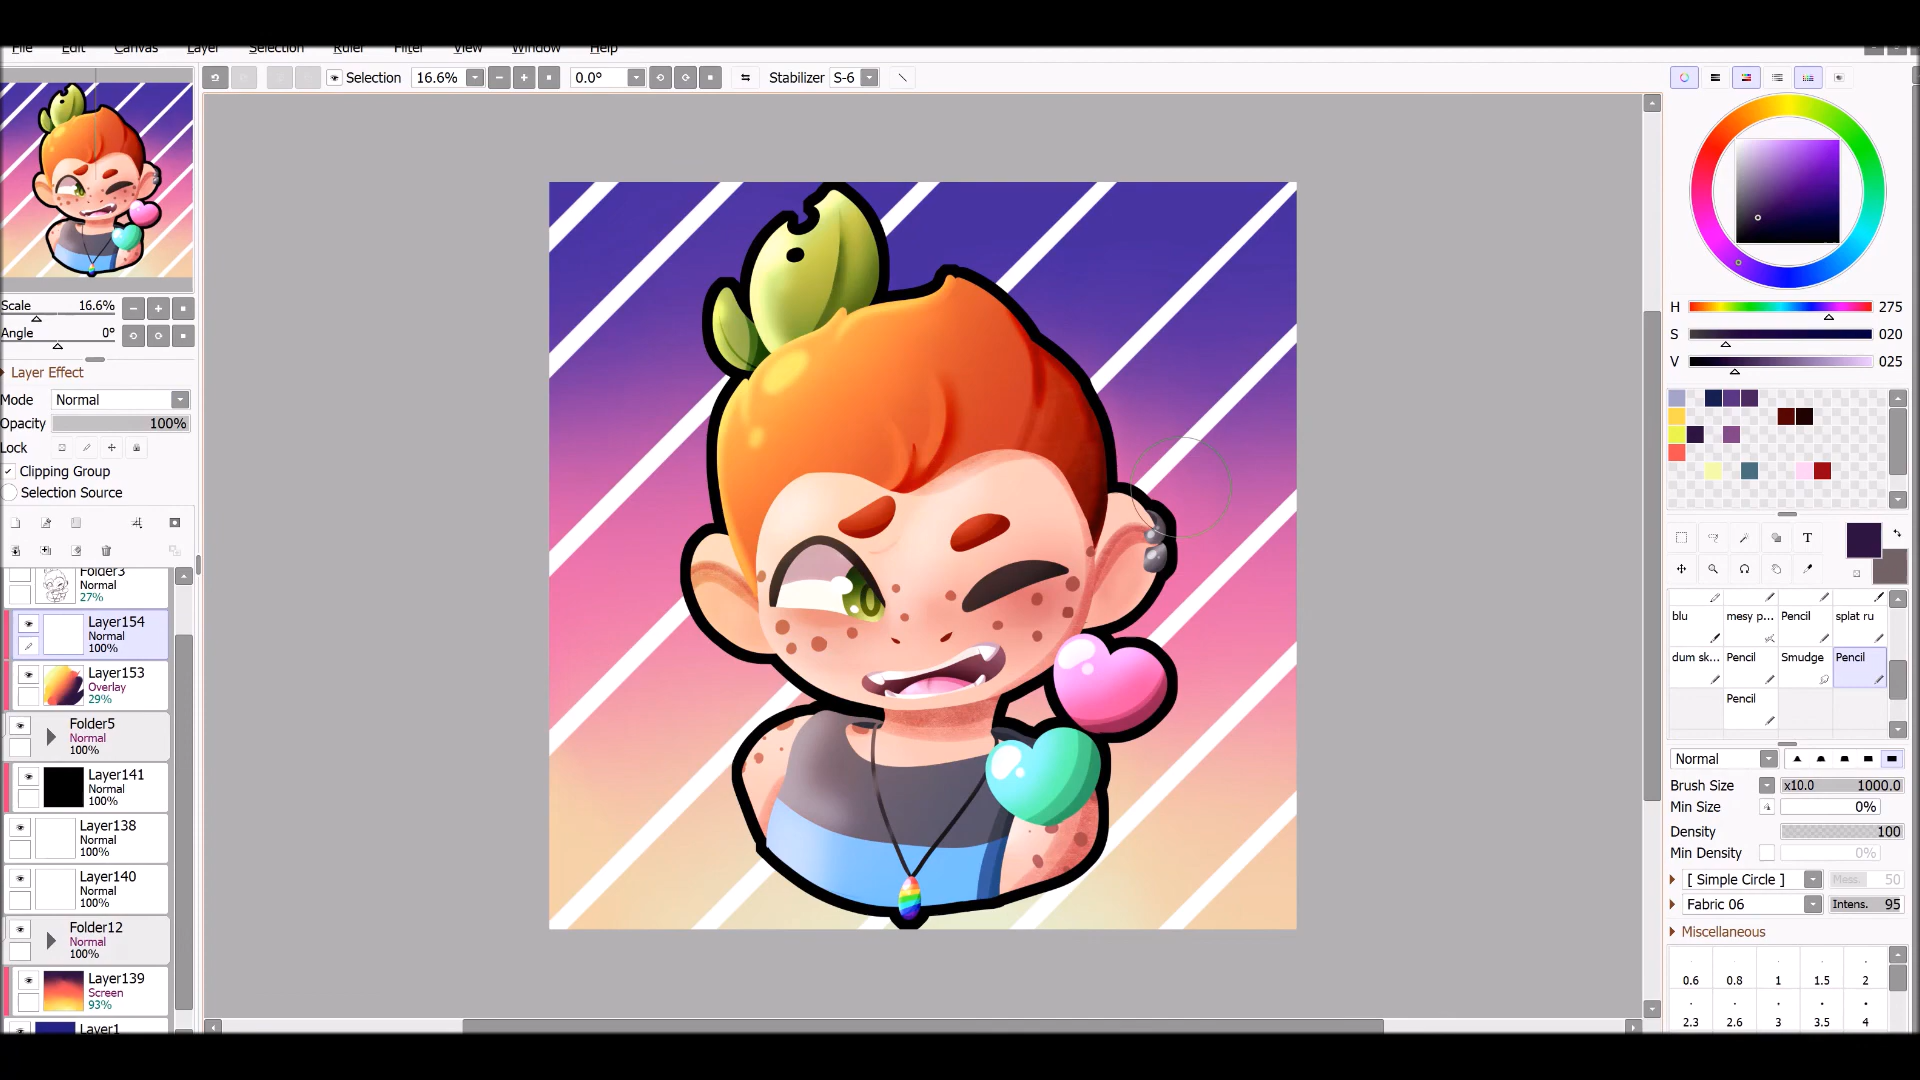 File Edit Canvas Layer Selection Ruler Filter View Window Help
Selection 16.6% 0.0° Stabilizer S-6
Scale 16.6%
Angle 0°
Layer Effect
Mode Normal
Opacity 100%
Lock
Clipping Group
Selection Source
Folder3
Normal
27%
Layer154
Normal
100%
Layer153
Overlay
29%
Folder5
Normal
100%
Layer141
Normal
100%
Layer138
Normal
100%
Layer140
Normal
100%
Folder12
Normal
100%
Layer139
Screen
93%
Layer1
H 275
S 020
V 025
T
blu mesy p... Pencil splat ru
dum sk... Pencil Smudge Pencil
Pencil
Normal
Brush Size x10.0 1000.0
Min Size 0%
Density 100
Min Density 0%
[ Simple Circle ] Mess. 50
Fabric 06 Intens. 95
Miscellaneous
0.6 0.8 1 1.5 2
2.3 2.6 3 3.5 4